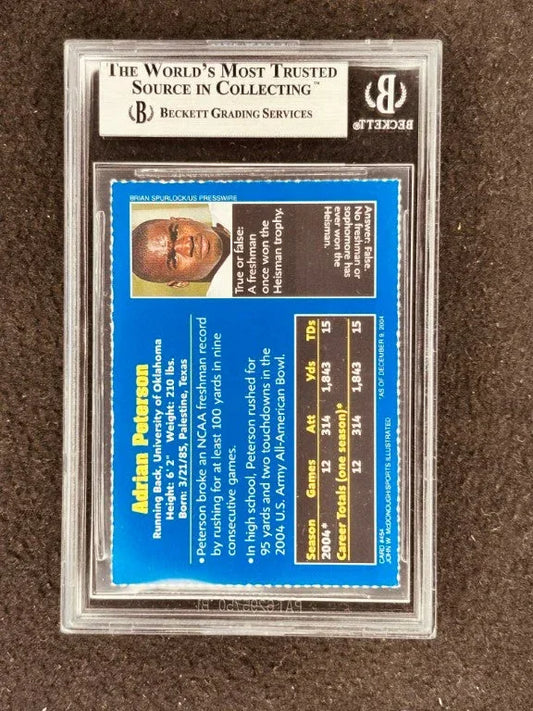 THE WORLD'S MOST TRUSTED
SOURCE IN COLLECTING™
B BECKETT GRADING SERVICES
B
BECKETT®
BRIAN SPURLOCK/US PRESSWIRE
True or false:
A freshman
once won the
Heisman trophy.
Answer: False.
No freshman or
sophomore has
ever won the
Heisman.
Adrian Peterson
Running Back, University of Oklahoma
Height: 6' 2" Weight: 210 lbs.
Born: 3/21/85, Palestine, Texas
• Peterson broke an NCAA freshman record
by rushing for at least 100 yards in nine
consecutive games.
• In high school, Peterson rushed for
95 yards and two touchdowns in the
2004 U.S. Army All-American Bowl.
Season Games Att Yds TDs
2004* 12 314 1,843 15
Career Totals (one season)*
12 314 1,843 15
*AS OF DECEMBER 9, 2004
CARD #454
JOHN W. McDONOUGH/SPORTS ILLUSTRATED